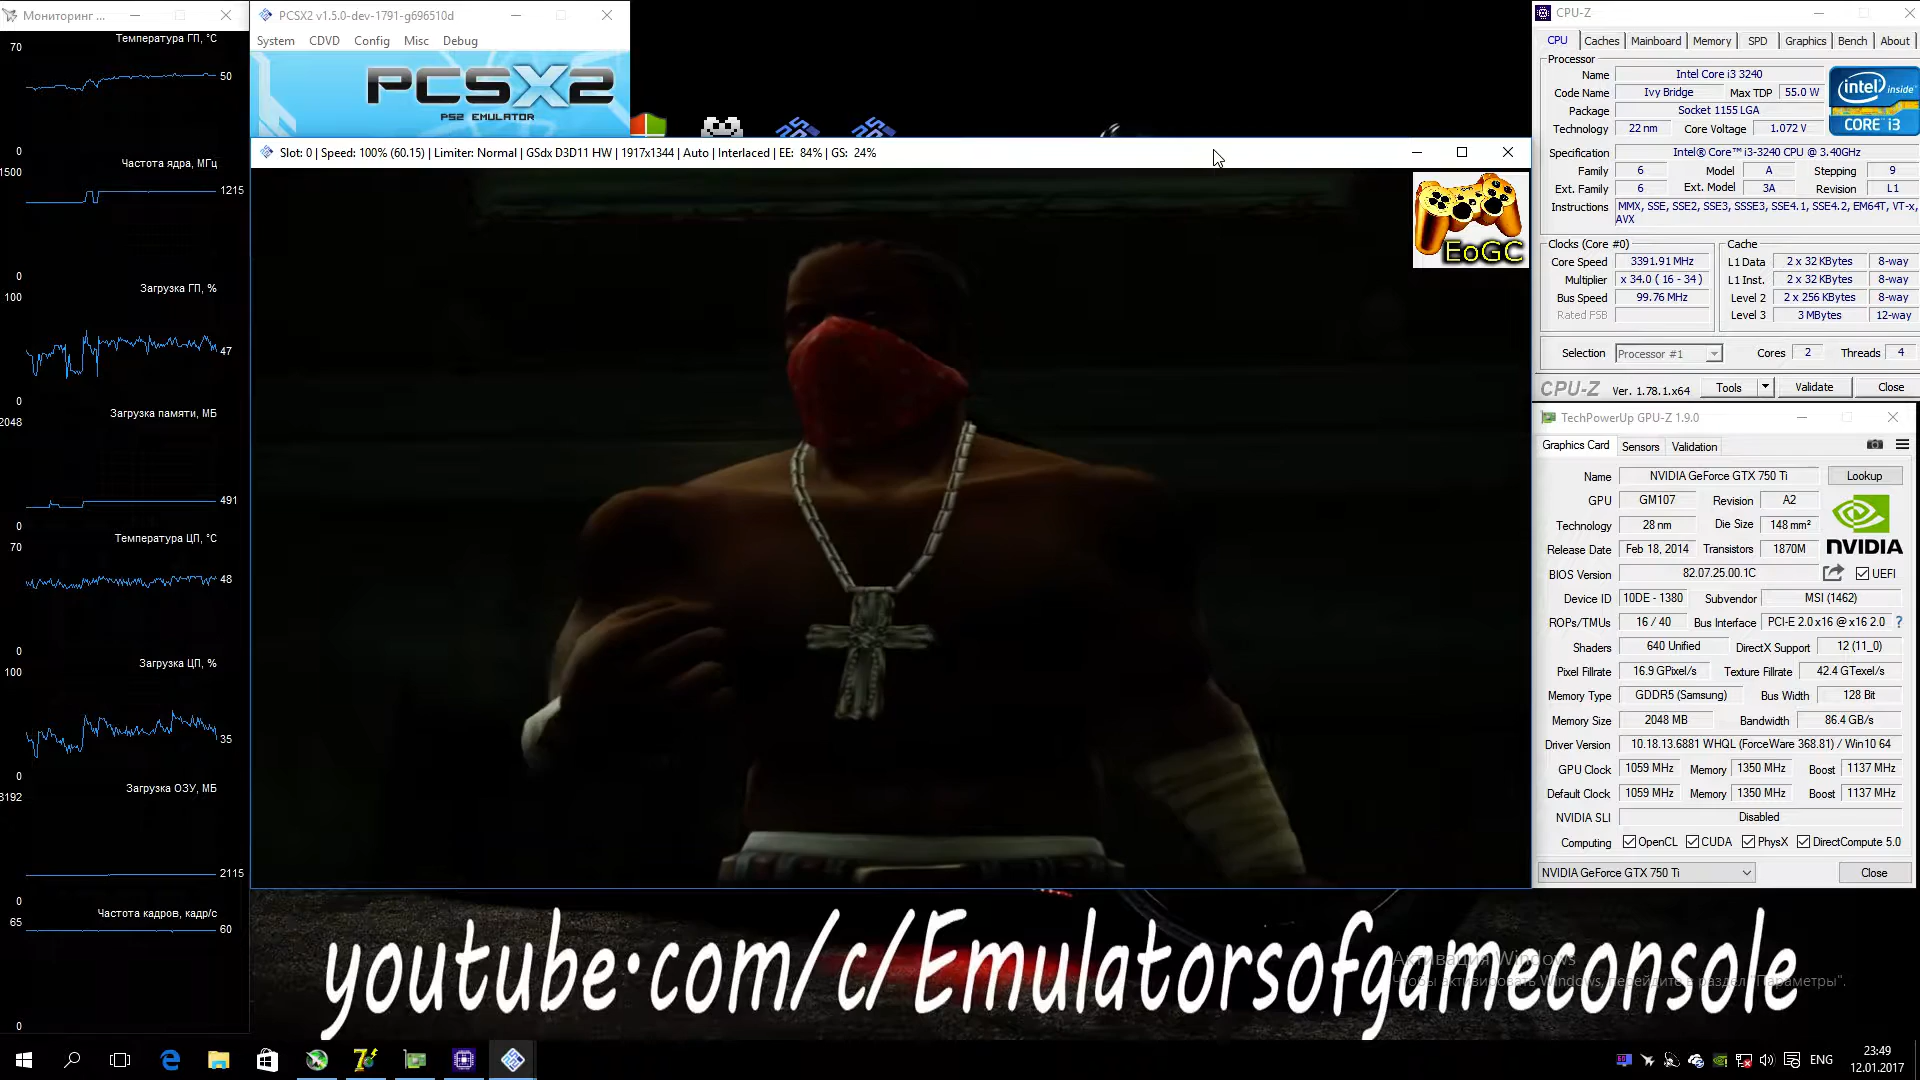 Мониторинг ...
Температура ГП, °C
70
50
0
Частота ядра, МГц
1500
1215
0
Загрузка ГП, %
100
47
0
Загрузка памяти, МБ
2048
491
0
Температура ЦП, °C
70
48
0
Загрузка ЦП, %
100
35
0
Загрузка ОЗУ, МБ
8192
2115
0
Частота кадров, кадр/с
65
60
0
PCSX2 v1.5.0-dev-1791-g696510d
System CDVD Config Misc Debug
PCSX2
PS2 EMULATOR
Slot: 0 | Speed: 100% (60.15) | Limiter: Normal | GSdx D3D11 HW | 1917x1344 | Auto | Interlaced | EE: 84% | GS: 24%
EoGC
CPU-Z
CPU Caches Mainboard Memory SPD Graphics Bench About
Processor
Name Intel Core i3 3240
Code Name Ivy Bridge Max TDP 55.0 W
Package Socket 1155 LGA
Technology 22 nm Core Voltage 1.072 V
intel inside™
CORE i3
Specification Intel® Core™ i3-3240 CPU @ 3.40GHz
Family 6 Model A Stepping 9
Ext. Family 6 Ext. Model 3A Revision L1
Instructions MMX, SSE, SSE2, SSE3, SSSE3, SSE4.1, SSE4.2, EM64T, VT-x,
AVX
Clocks (Core #0) Cache
Core Speed 3391.91 MHz L1 Data 2 x 32 KBytes 8-way
Multiplier x 34.0 ( 16 - 34 ) L1 Inst. 2 x 32 KBytes 8-way
Bus Speed 99.76 MHz Level 2 2 x 256 KBytes 8-way
Rated FSB Level 3 3 MBytes 12-way
Selection Processor #1 Cores 2 Threads 4
CPU-Z Ver. 1.78.1.x64 Tools Validate Close
TechPowerUp GPU-Z 1.9.0
Graphics Card Sensors Validation
Name NVIDIA GeForce GTX 750 Ti Lookup
GPU GM107 Revision A2
Technology 28 nm Die Size 148 mm²
Release Date Feb 18, 2014 Transistors 1870M
NVIDIA
BIOS Version 82.07.25.00.1C UEFI
Device ID 10DE - 1380 Subvendor MSI (1462)
ROPs/TMUs 16 / 40 Bus Interface PCI-E 2.0 x16 @ x16 2.0 ?
Shaders 640 Unified DirectX Support 12 (11_0)
Pixel Fillrate 16.9 GPixel/s Texture Fillrate 42.4 GTexel/s
Memory Type GDDR5 (Samsung) Bus Width 128 Bit
Memory Size 2048 MB Bandwidth 86.4 GB/s
Driver Version 10.18.13.6881 WHQL (ForceWare 368.81) / Win10 64
GPU Clock 1059 MHz Memory 1350 MHz Boost 1137 MHz
Default Clock 1059 MHz Memory 1350 MHz Boost 1137 MHz
NVIDIA SLI Disabled
Computing OpenCL CUDA PhysX DirectCompute 5.0
NVIDIA GeForce GTX 750 Ti Close
youtube.com/c/Emulatorsofgameconsole
Активация Windows
Чтобы активировать Windows, перейдите в раздел "Параметры".
ENG
23:49
12.01.2017